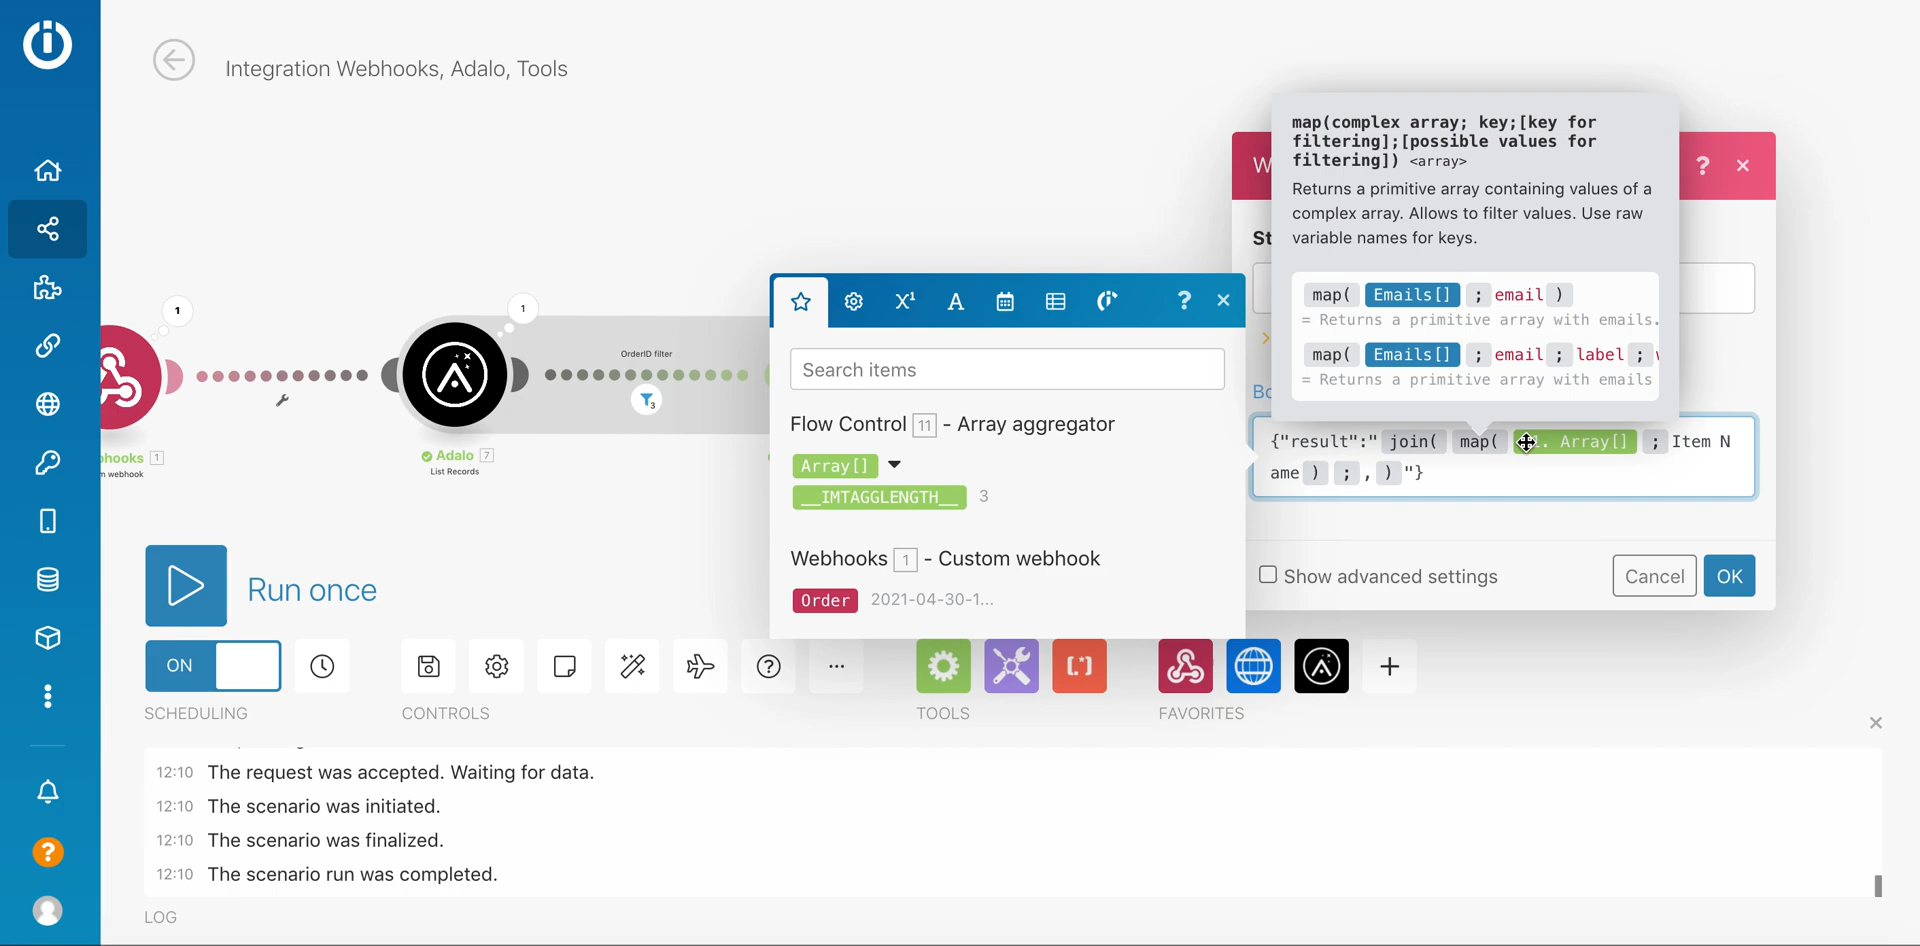 Integration Webhooks, Adalo, Tools
map(complex array; key;[key for
filtering];[possible values for
filtering]) <array>
Returns a primitive array containing values of a
complex array. Allows to filter values. Use raw
variable names for keys.
map( Emails[] ; email )
= Returns a primitive array with emails.
map( Emails[] ; email ; label ;
= Returns a primitive array with emails
W
? ×
St
Bo
{"result":" join( map( . Array[] ; Item N
ame ) ; , ) "}
Show advanced settings
Cancel
OK
X¹ A ? ×
Search items
Flow Control 11 - Array aggregator
Array[]
__IMTAGGLENGTH__ 3
Webhooks 1 - Custom webhook
Order 2021-04-30-1...
1
1
OrderID filter
3
hooks 1
m webhook
Adalo 7
List Records
Run once
ON
SCHEDULING
CONTROLS
TOOLS
FAVORITES
12:10 The request was accepted. Waiting for data.
12:10 The scenario was initiated.
12:10 The scenario was finalized.
12:10 The scenario run was completed.
LOG